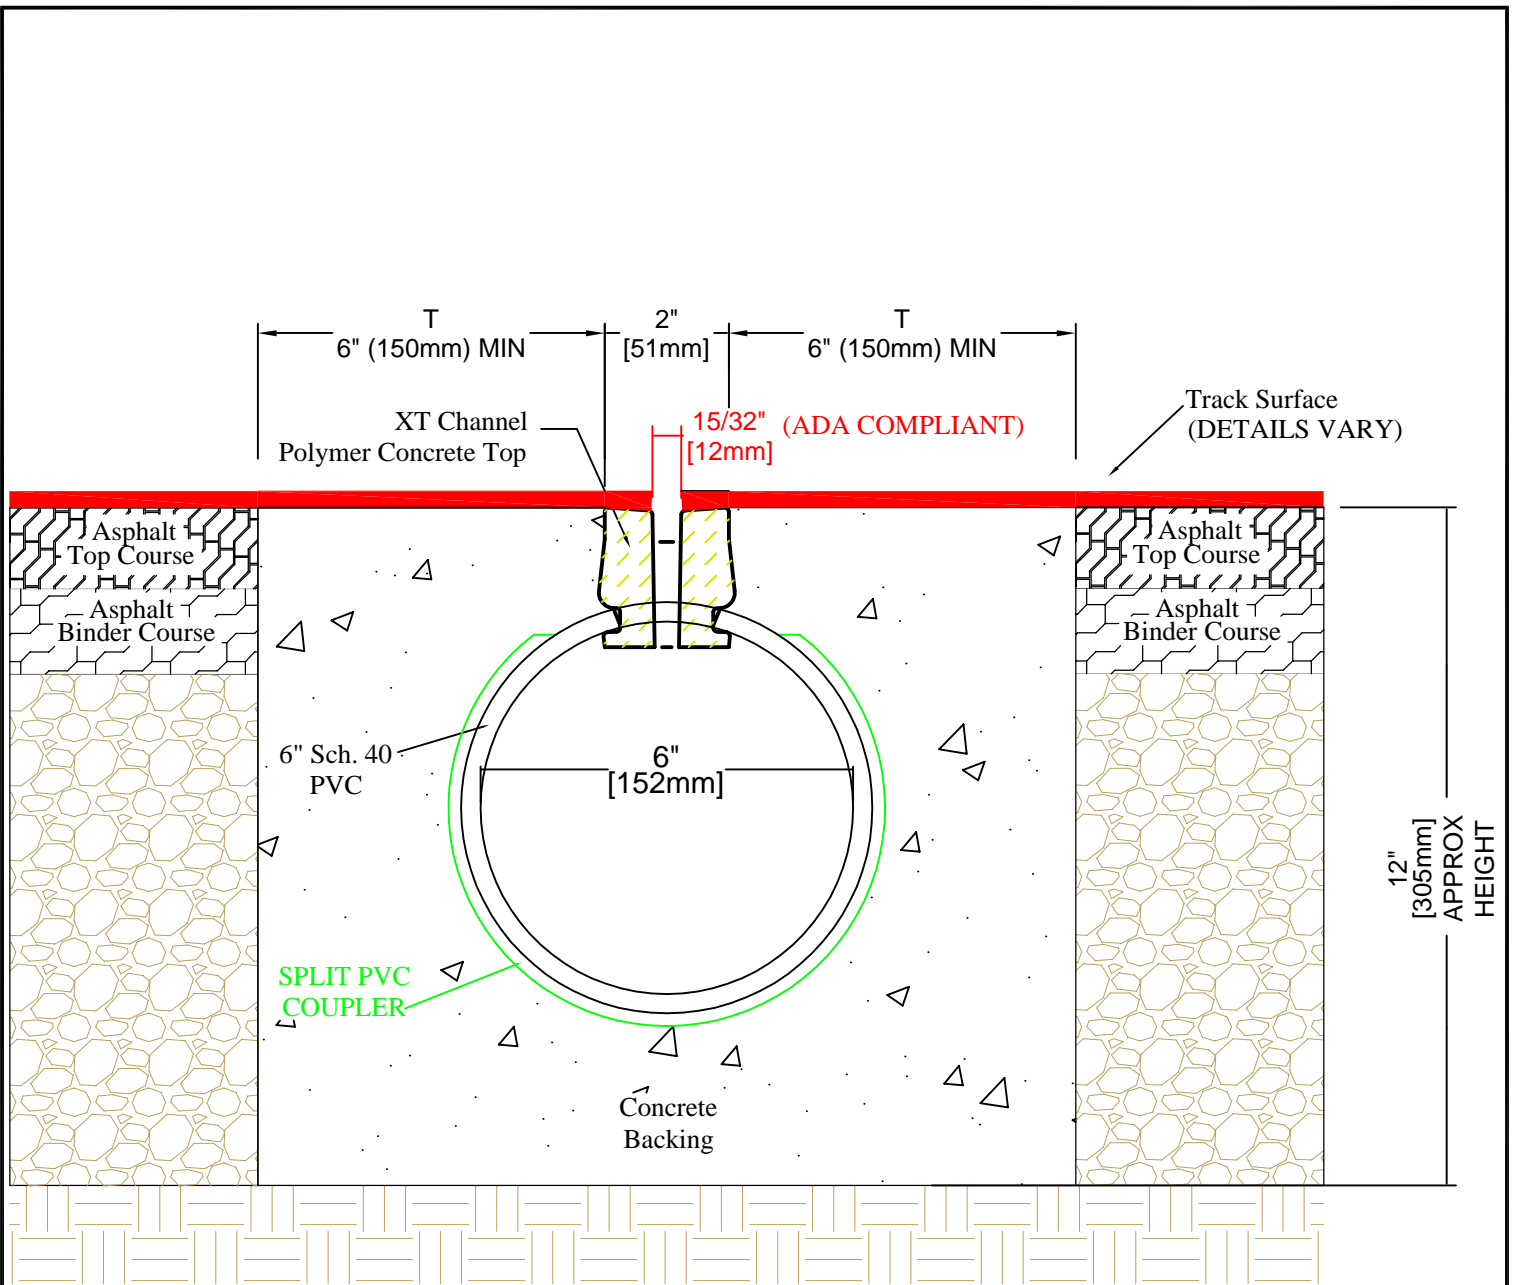 T
6" (150mm) MIN
2"
[51mm]
T
6" (150mm) MIN
XT Channel
Polymer Concrete Top
15/32"
[12mm]
(ADA COMPLIANT)
Track Surface
(DETAILS VARY)
Asphalt
Top Course
Asphalt
Binder Course
Asphalt
Top Course
Asphalt
Binder Course
6" Sch. 40
PVC
6"
[152mm]
12"
[305mm]
APPROX
HEIGHT
SPLIT PVC
COUPLER
Concrete
Backing